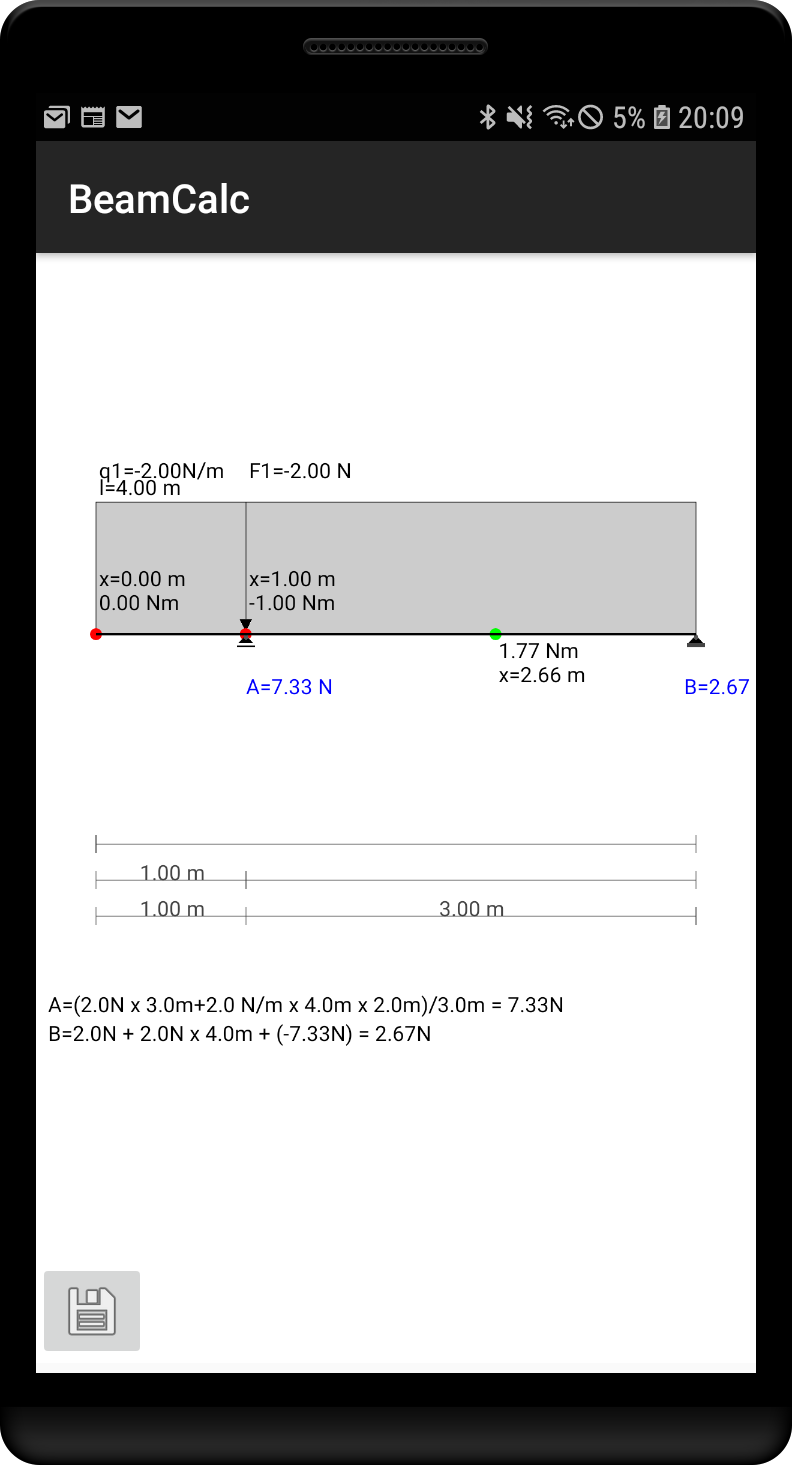 5% 20:09
BeamCalc
q1=-2.00N/m F1=-2.00 N
l=4.00 m
x=0.00 m x=1.00 m
0.00 Nm -1.00 Nm
1.77 Nm
x=2.66 m
A=7.33 N B=2.67
1.00 m
1.00 m 3.00 m
A=(2.0N x 3.0m+2.0 N/m x 4.0m x 2.0m)/3.0m = 7.33N
B=2.0N + 2.0N x 4.0m + (-7.33N) = 2.67N